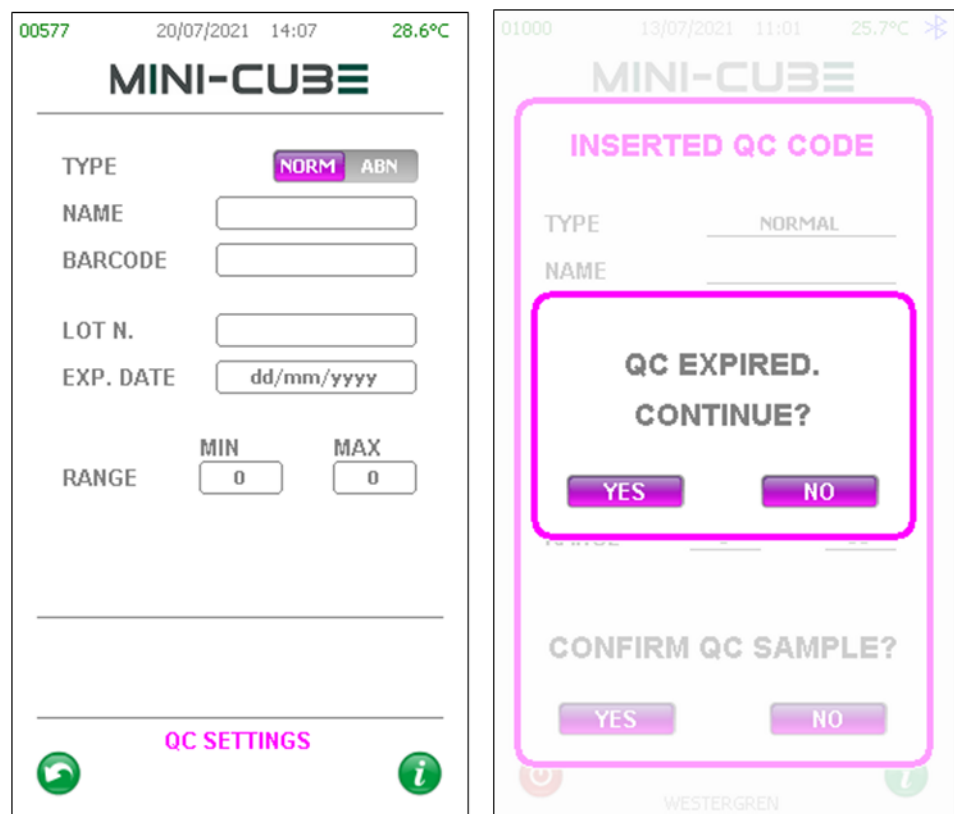 00577 20/07/2021 14:07 28.6°C
MINI-CUBE
TYPE NORM ABN
NAME
BARCODE
LOT N.
EXP. DATE dd/mm/yyyy
MIN MAX
RANGE 0 0
QC SETTINGS
i
01000 13/07/2021 11:01 25.7°C
MINI-CUBE
INSERTED QC CODE
TYPE NORMAL
NAME
QC EXPIRED.
CONTINUE?
YES NO
RANGE
CONFIRM QC SAMPLE?
YES NO
i
WESTERGREN